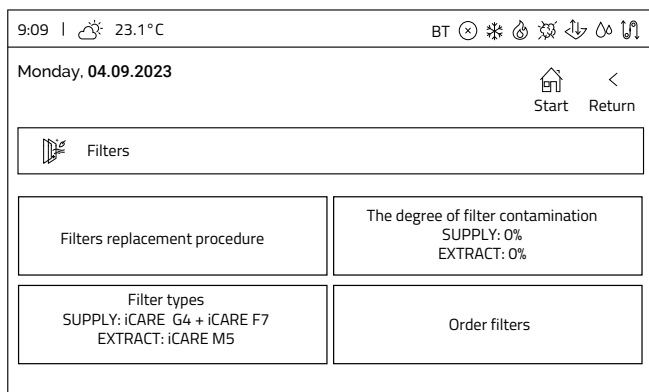 9:09 | 23.1°C BT
Monday, 04.09.2023
Start Return
Filters
Filters replacement procedure
The degree of filter contamination
SUPPLY: 0%
EXTRACT: 0%
Filter types
SUPPLY: iCARE G4 + iCARE F7
EXTRACT: iCARE M5
Order filters